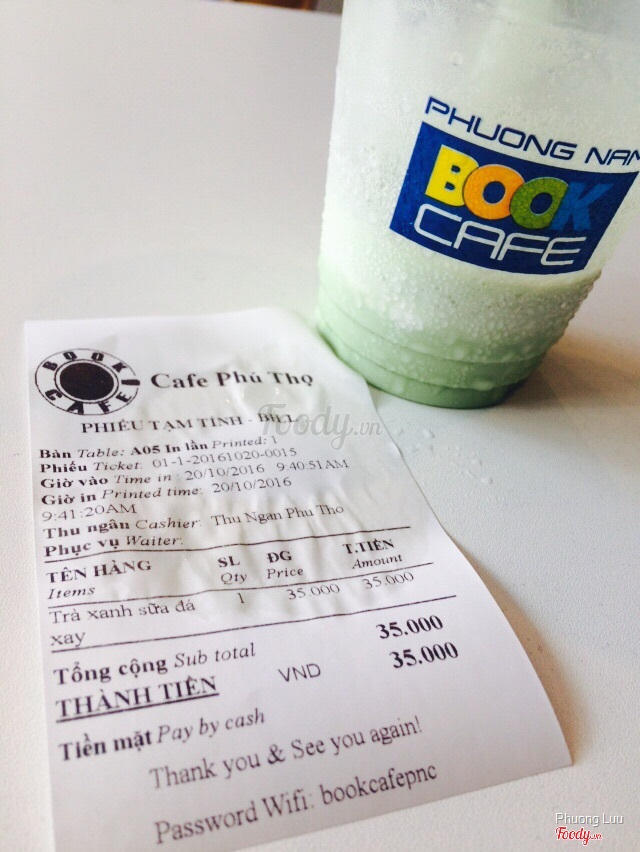 PHUONG NAM
BOOK
CAFE
BOOK
CAFE
Cafe Phú Thọ
PHIẾU TẠM TÍNH - BILL
Foody.vn
Bàn Table: A05 In lần Printed: 1
Phiếu Ticket: 01-1-20161020-0015
Giờ vào Time in : 20/10/2016 9:40:51AM
Giờ in Printed time: 20/10/2016
9:41:20AM
Thu ngân Cashier: Thu Ngan Phu Tho
Phục vụ Waiter:
TÊN HÀNG SL ĐG T.TIỀN
Items Qty Price Amount
Trà xanh sữa đá 1 35.000 35.000
xay
Tổng cộng Sub total 35.000
THÀNH TIỀN VND 35.000
Tiền mặt Pay by cash
Thank you & See you again!
Password Wifi: bookcafepnc
Phuong Luu
Foody.vn